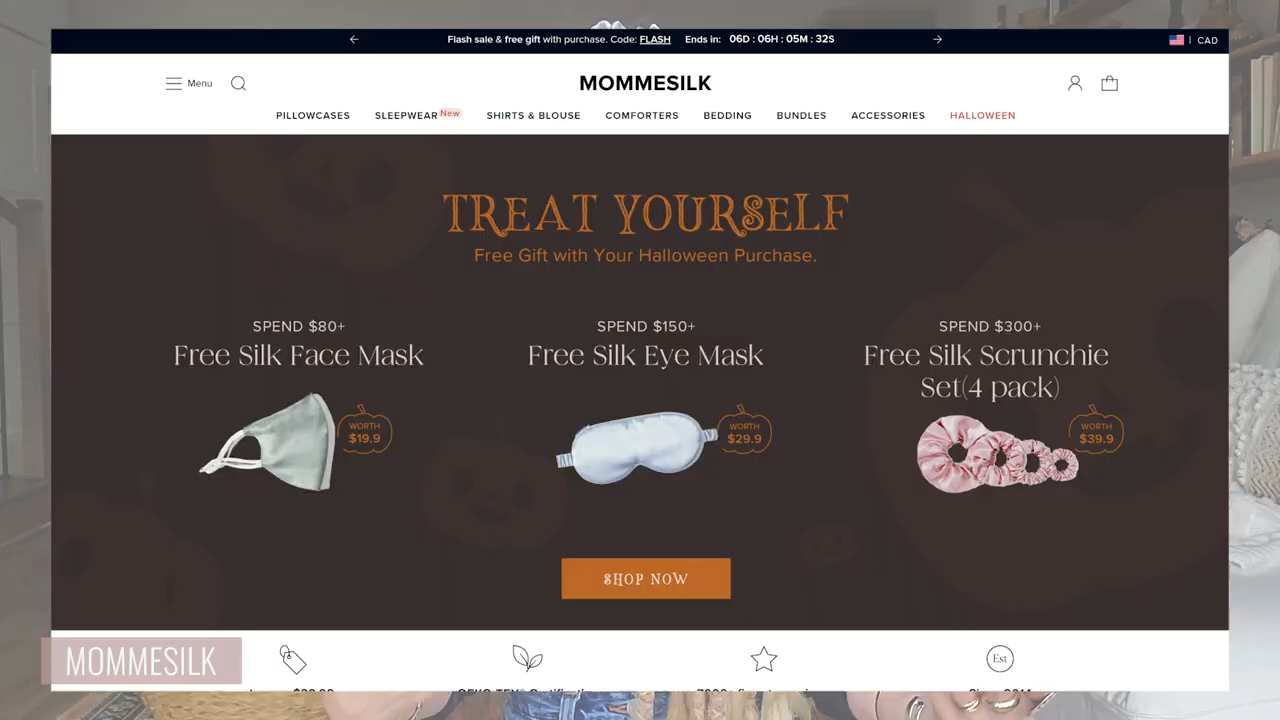 Flash sale & free gift with purchase. Code: FLASH Ends in: 06D : 06H : 05M : 32S
CAD
Menu
MOMMESILK
PILLOWCASES SLEEPWEAR New SHIRTS & BLOUSE COMFORTERS BEDDING BUNDLES ACCESSORIES HALLOWEEN
TREAT YOURSELF
Free Gift with Your Halloween Purchase.
SPEND $80+
Free Silk Face Mask
WORTH
$19.9
SPEND $150+
Free Silk Eye Mask
WORTH
$29.9
SPEND $300+
Free Silk Scrunchie
Set(4 pack)
WORTH
$39.9
SHOP NOW
MOMMESILK
Est